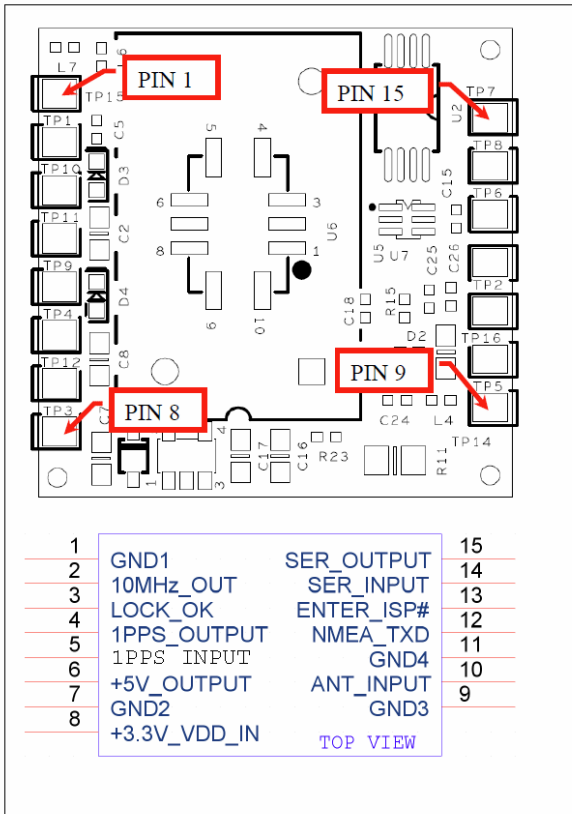 L7
L6
PIN 1
PIN 15
TP15
U2
TP7
TP1
C5
5
4
TP8
TP10
D3
C15
6
3
TP6
TP11
C2
U6
U5
U7
8
1
C25
C26
TP9
D4
TP2
9
10
C18
R15
TP4
D2
TP16
C8
TP12
PIN 9
TP5
TP3
PIN 8
C7
4
C24
L4
TP14
C17
C16
R23
R11
1
3
1
GND1
2
10MHz_OUT
3
LOCK_OK
4
1PPS_OUTPUT
5
1PPS INPUT
6
+5V_OUTPUT
7
GND2
8
+3.3V_VDD_IN
15
SER_OUTPUT
14
SER_INPUT
13
ENTER_ISP#
12
NMEA_TXD
11
GND4
10
ANT_INPUT
9
GND3
TOP VIEW